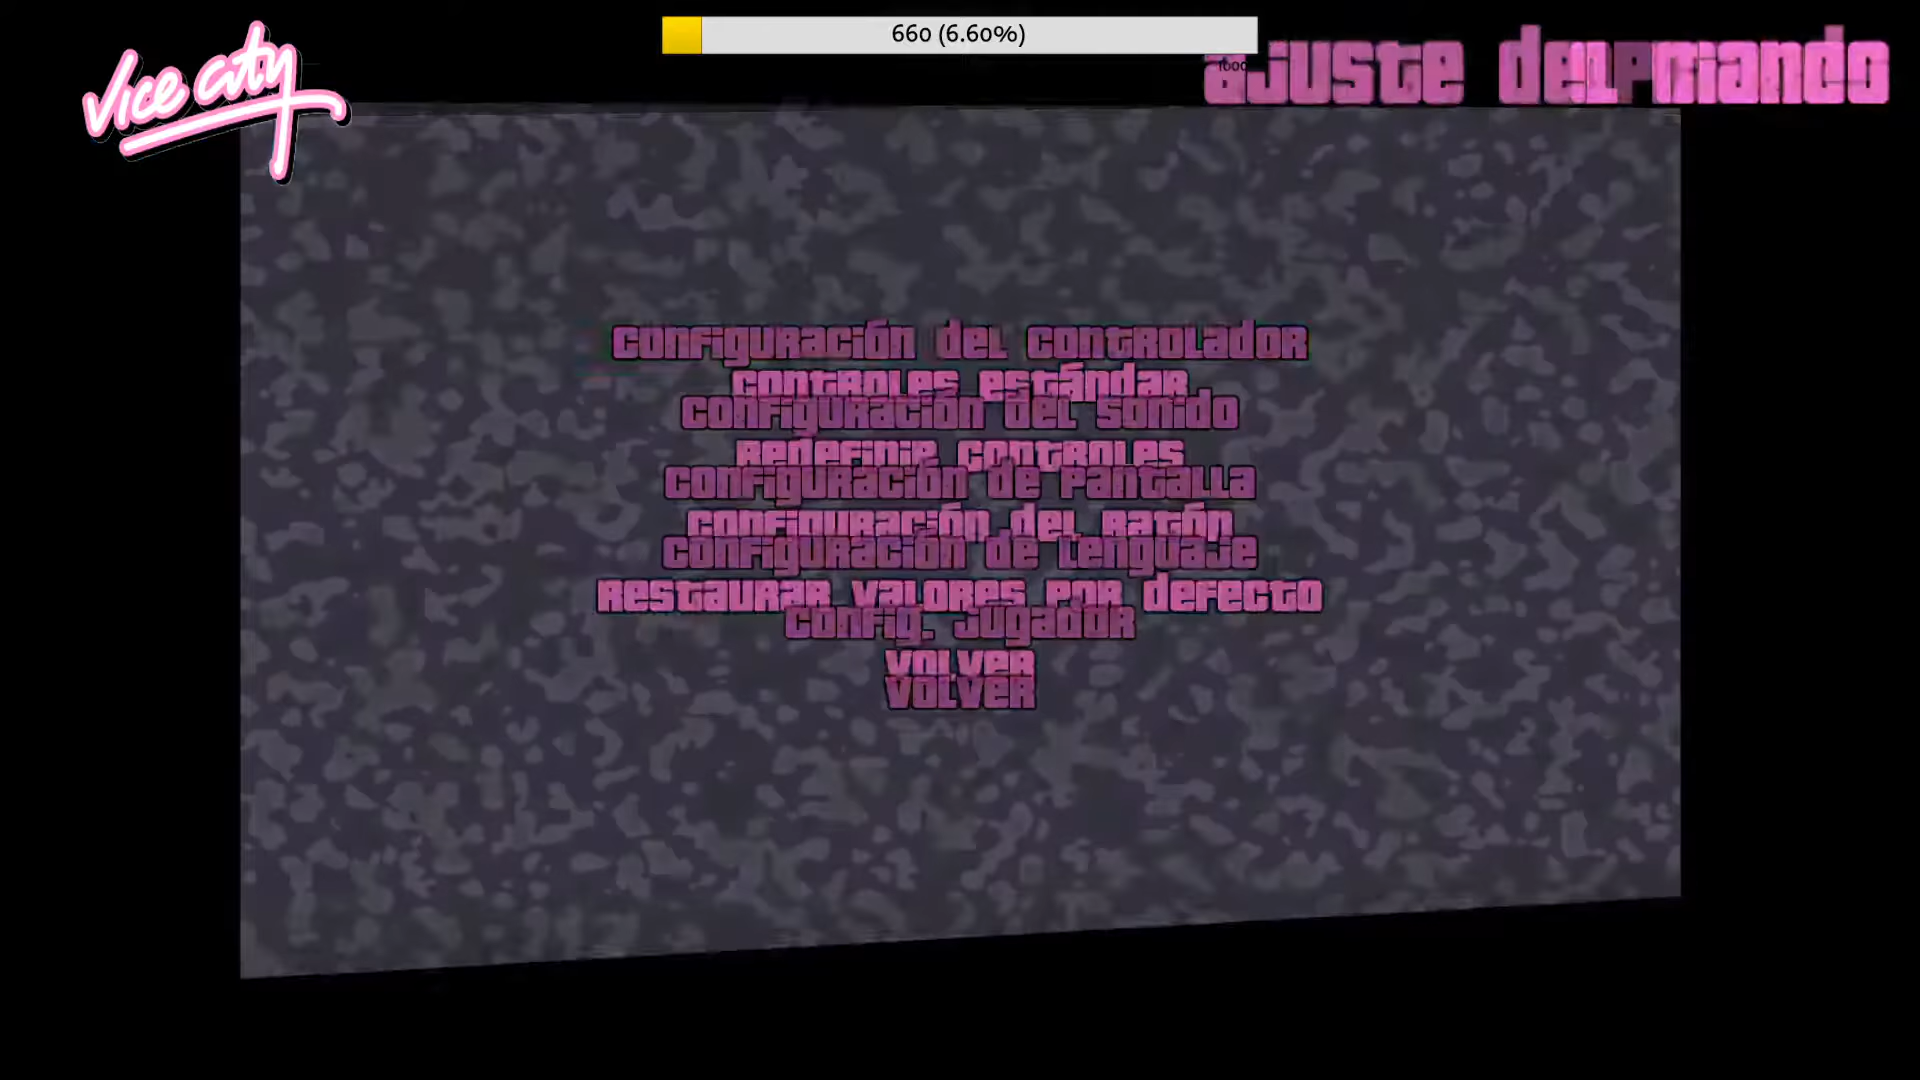 Vice City
660 (6.60%)
ajuste del mando
configuración del controlador
controles estándar
configuración del sonido
redefinir controles
configuración de pantalla
configuración del ratón
configuración de lenguaje
restaurar valores por defecto
config. jugador
volver
volver